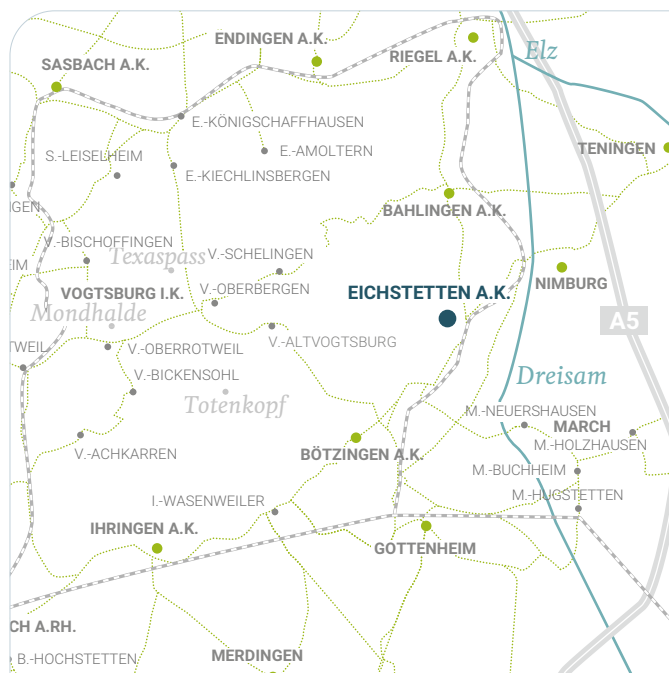 ENDINGEN A.K.
RIEGEL A.K.
Elz
SASBACH A.K.
E.-KÖNIGSCHAFFHAUSEN
E.-AMOLTERN
TENINGEN
S.-LEISELHEIM
E.-KIECHLINSBERGEN
NGEN
BAHLINGEN A.K.
V.-BISCHOFFINGEN
Texaspass
V.-SCHELINGEN
EIM
NIMBURG
VOGTSBURG I.K.
V.-OBERBERGEN
EICHSTETTEN A.K.
Mondhalde
A5
TWEIL
V.-OBERROTWEIL
V.-ALTVOGTSBURG
V.-BICKENSOHL
Dreisam
Totenkopf
M.-NEUERSHAUSEN
MARCH
M.-HOLZHAUSEN
V.-ACHKARREN
BÖTZINGEN A.K.
M.-BUCHHEIM
I.-WASENWEILER
M.-HUGSTETTEN
IHRINGEN A.K.
GOTTENHEIM
CH A.RH.
B.-HOCHSTETTEN
MERDINGEN